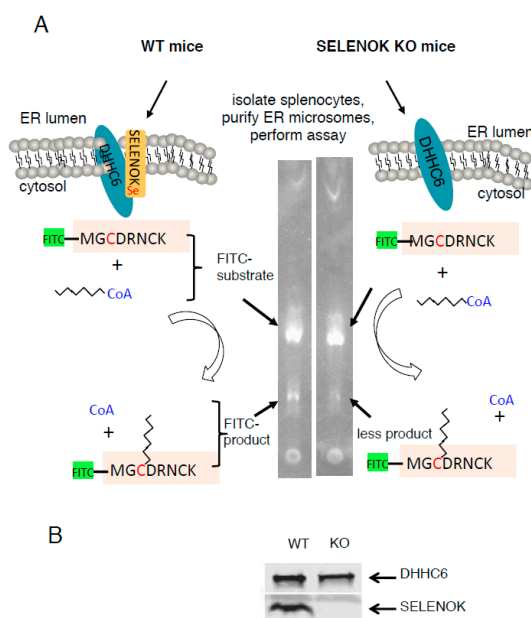 A
WT mice
SELENOK KO mice
isolate splenocytes,
purify ER microsomes,
perform assay
ER lumen
DHHC6
SELENOK
Se
cytosol
ER lumen
DHHC6
cytosol
FITC
MGCDRNCK
+
CoA
FITC-
substrate
FITC
MGCDRNCK
+
CoA
CoA
+
FITC
MGCDRNCK
FITC-
product
less product
CoA
+
FITC
MGCDRNCK
B
WT
KO
DHHC6
SELENOK